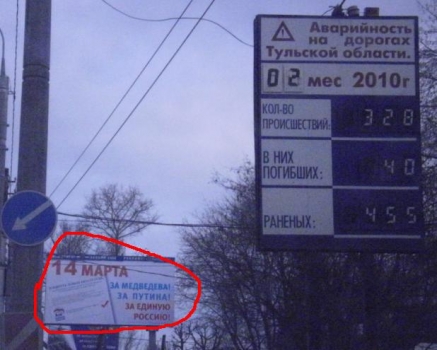 Аварийность
на дорогах
Тульской области.
02 мес 2010г
КОЛ-ВО
ПРОИСШЕСТВИЙ: 328
В НИХ
ПОГИБШИХ: 40
РАНЕНЫХ: 455
14 МАРТА
ЗА МЕДВЕДЕВА!
ЗА ПУТИНА!
ЗА ЕДИНУЮ
РОССИЮ!